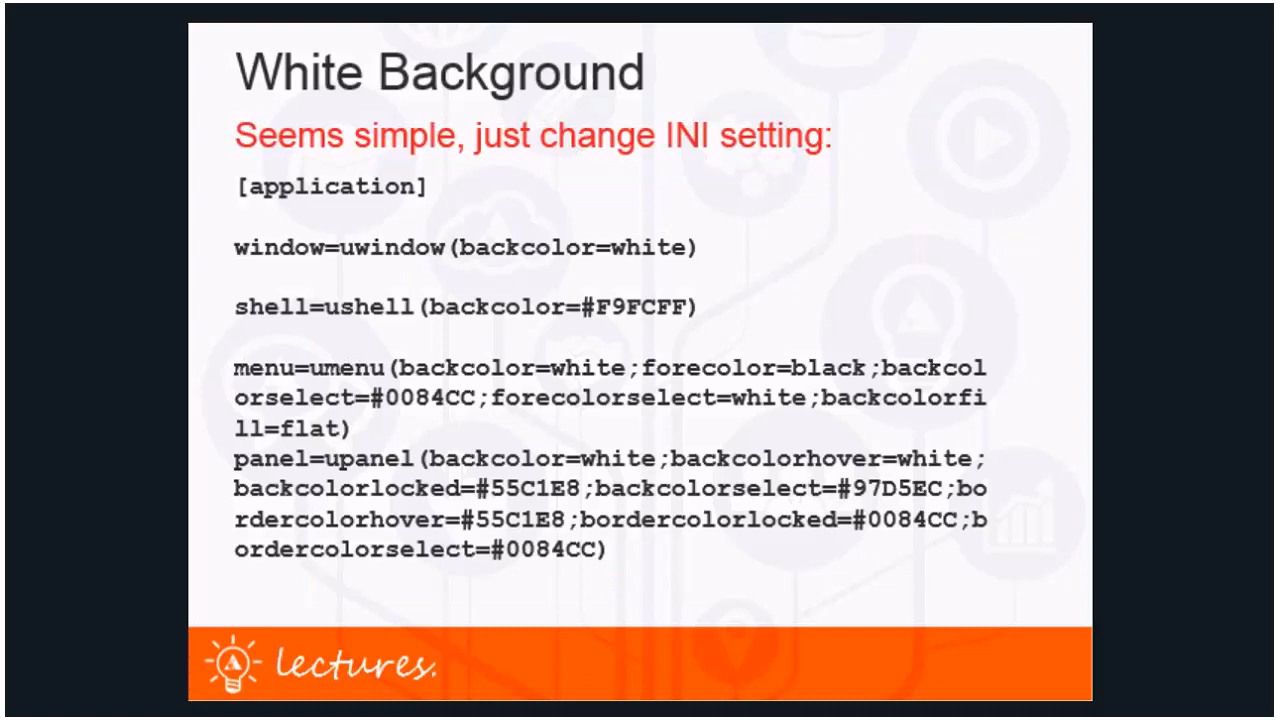 White Background
Seems simple, just change INI setting:
[application]
window=uwindow(backcolor=white)
shell=ushell(backcolor=#F9FCFF)
menu=umenu(backcolor=white;forecolor=black;backcol
orselect=#0084CC;forecolorselect=white;backcolorfi
ll=flat)
panel=upanel(backcolor=white;backcolorhover=white;
backcolorlocked=#55C1E8;backcolorselect=#97D5EC;bo
rdercolorhover=#55C1E8;bordercolorlocked=#0084CC;b
ordercolorselect=#0084CC)
lectures.